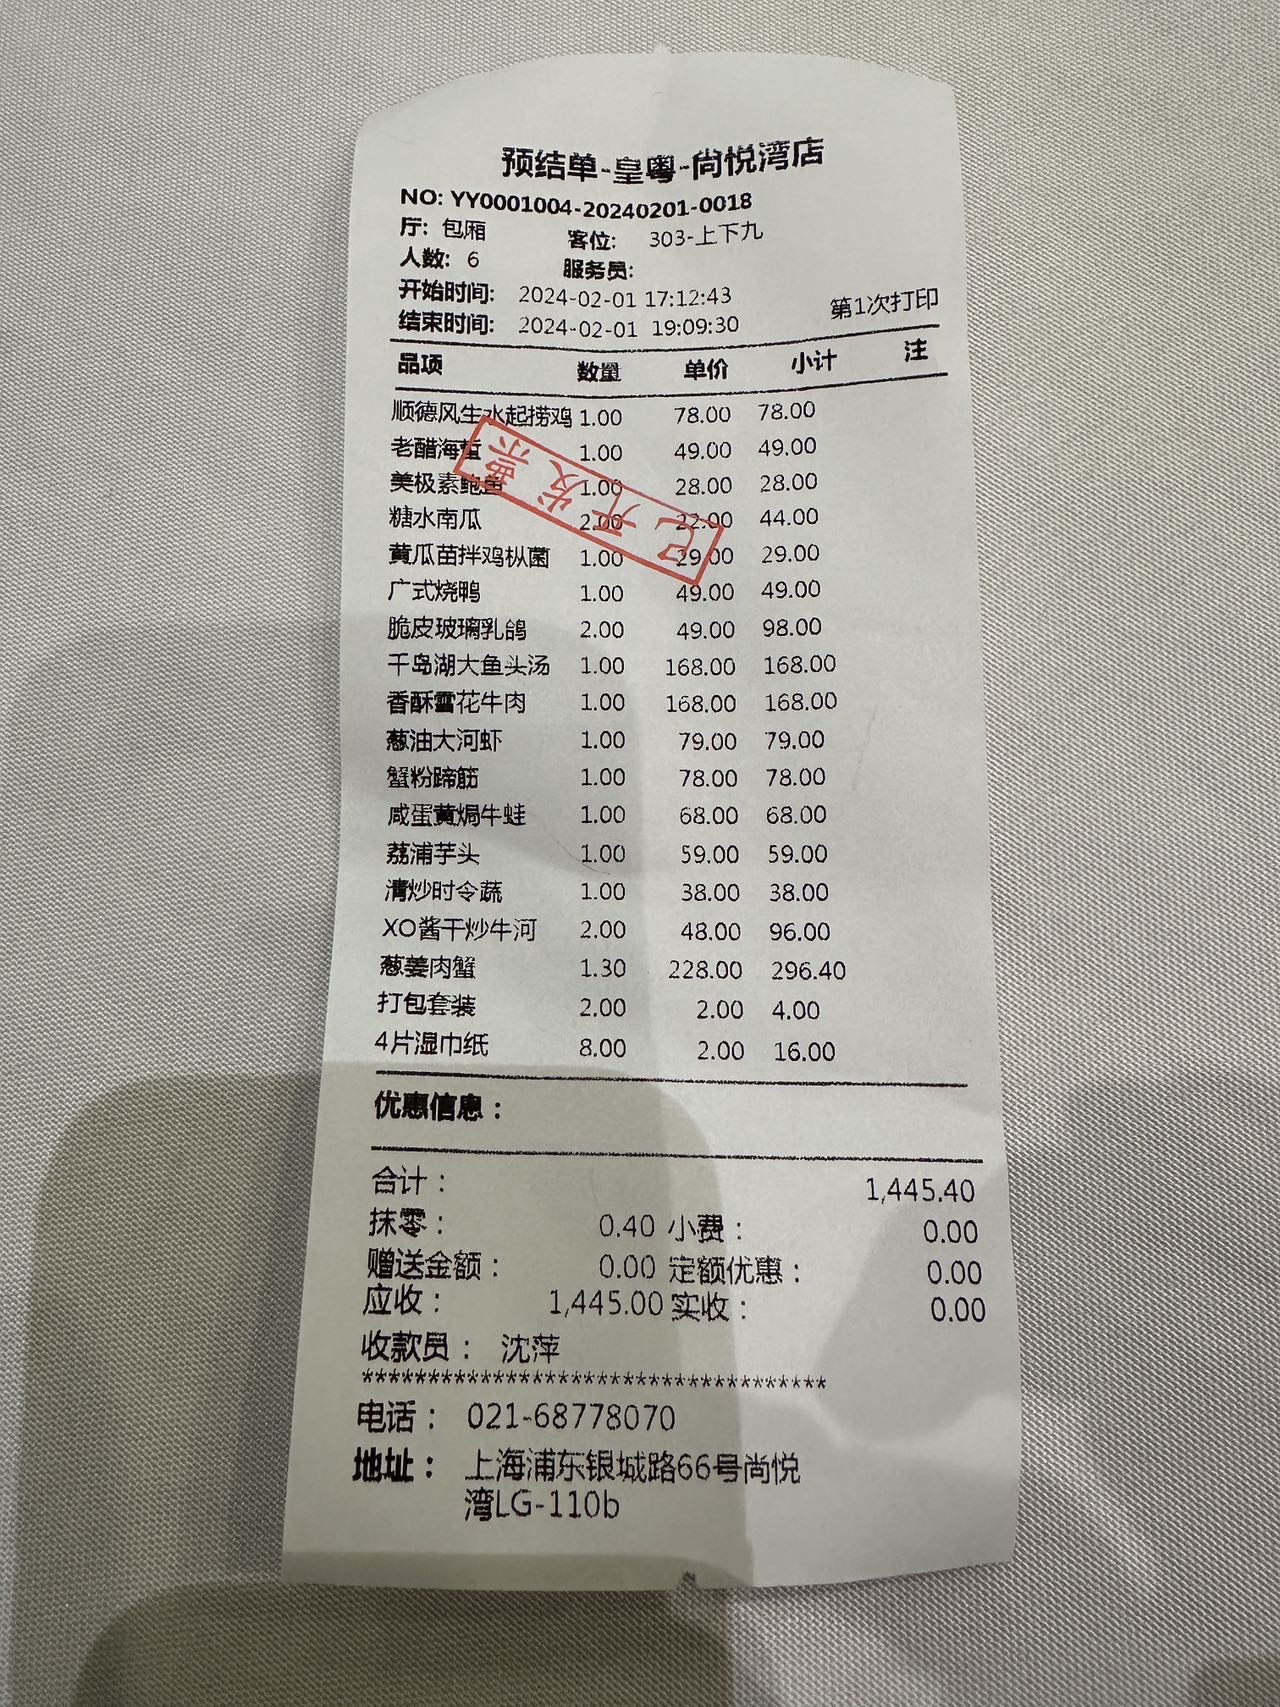 预结单-皇粤-尚悦湾店
NO: YY0001004-20240201-0018
厅: 包厢 客位: 303-上下九
人数: 6 服务员:
开始时间: 2024-02-01 17:12:43
第1次打印
结束时间: 2024-02-01 19:09:30
品项 数量 单价 小计 注
顺德风生水起捞鸡 1.00 78.00 78.00
老醋海蜇 1.00 49.00 49.00
美极素鲍鱼 1.00 28.00 28.00
糖水南瓜 2.00 22.00 44.00
黄瓜苗拌鸡枞菌 1.00 29.00 29.00
广式烧鸭 1.00 49.00 49.00
脆皮玻璃乳鸽 2.00 49.00 98.00
千岛湖大鱼头汤 1.00 168.00 168.00
香酥雪花牛肉 1.00 168.00 168.00
葱油大河虾 1.00 79.00 79.00
蟹粉蹄筋 1.00 78.00 78.00
咸蛋黄焗牛蛙 1.00 68.00 68.00
荔浦芋头 1.00 59.00 59.00
清炒时令蔬 1.00 38.00 38.00
XO酱干炒牛河 2.00 48.00 96.00
葱姜肉蟹 1.30 228.00 296.40
打包套装 2.00 2.00 4.00
4片湿巾纸 8.00 2.00 16.00
已开发票
优惠信息：
合计： 1,445.40
抹零： 0.40 小费： 0.00
赠送金额： 0.00 定额优惠： 0.00
应收： 1,445.00 实收： 0.00
收款员： 沈萍
***********************************
电话： 021-68778070
地址： 上海浦东银城路66号尚悦
湾LG-110b